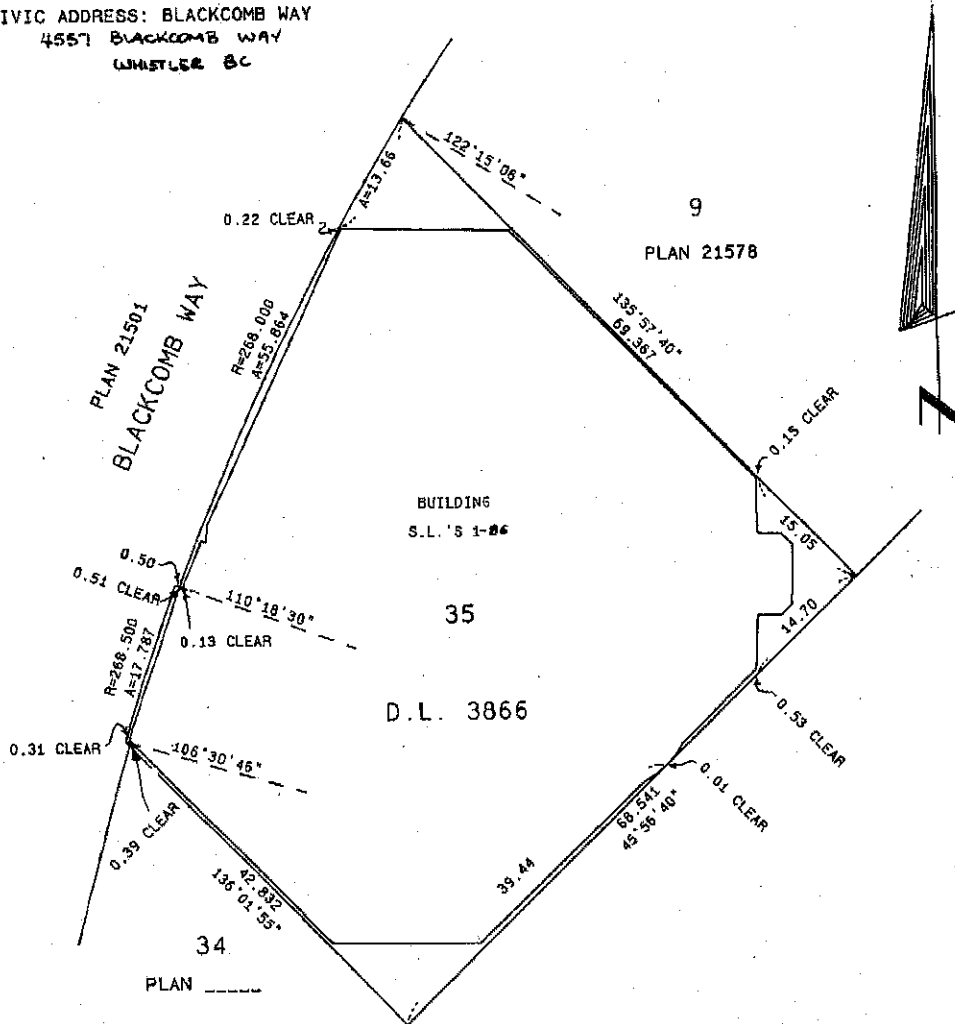 IVIC ADDRESS: BLACKCOMB WAY
4557 BLACKCOMB WAY
WHISTLER BC
122°15'06"
A=13.66
0.22 CLEAR
9
PLAN 21578
PLAN 21501
BLACKCOMB WAY
R=268.000
A=55.864
135°57'40"
69.367
0.15 CLEAR
BUILDING
S.L.'S 1-86
15.05
0.50
0.51 CLEAR
110°18'30"
35
0.13 CLEAR
14.70
R=268.500
A=17.787
D.L. 3866
0.53 CLEAR
0.31 CLEAR
106°30'46"
0.01 CLEAR
0.39 CLEAR
68.541
45°56'40"
39.44
42.832
136°01'55"
34
PLAN _____